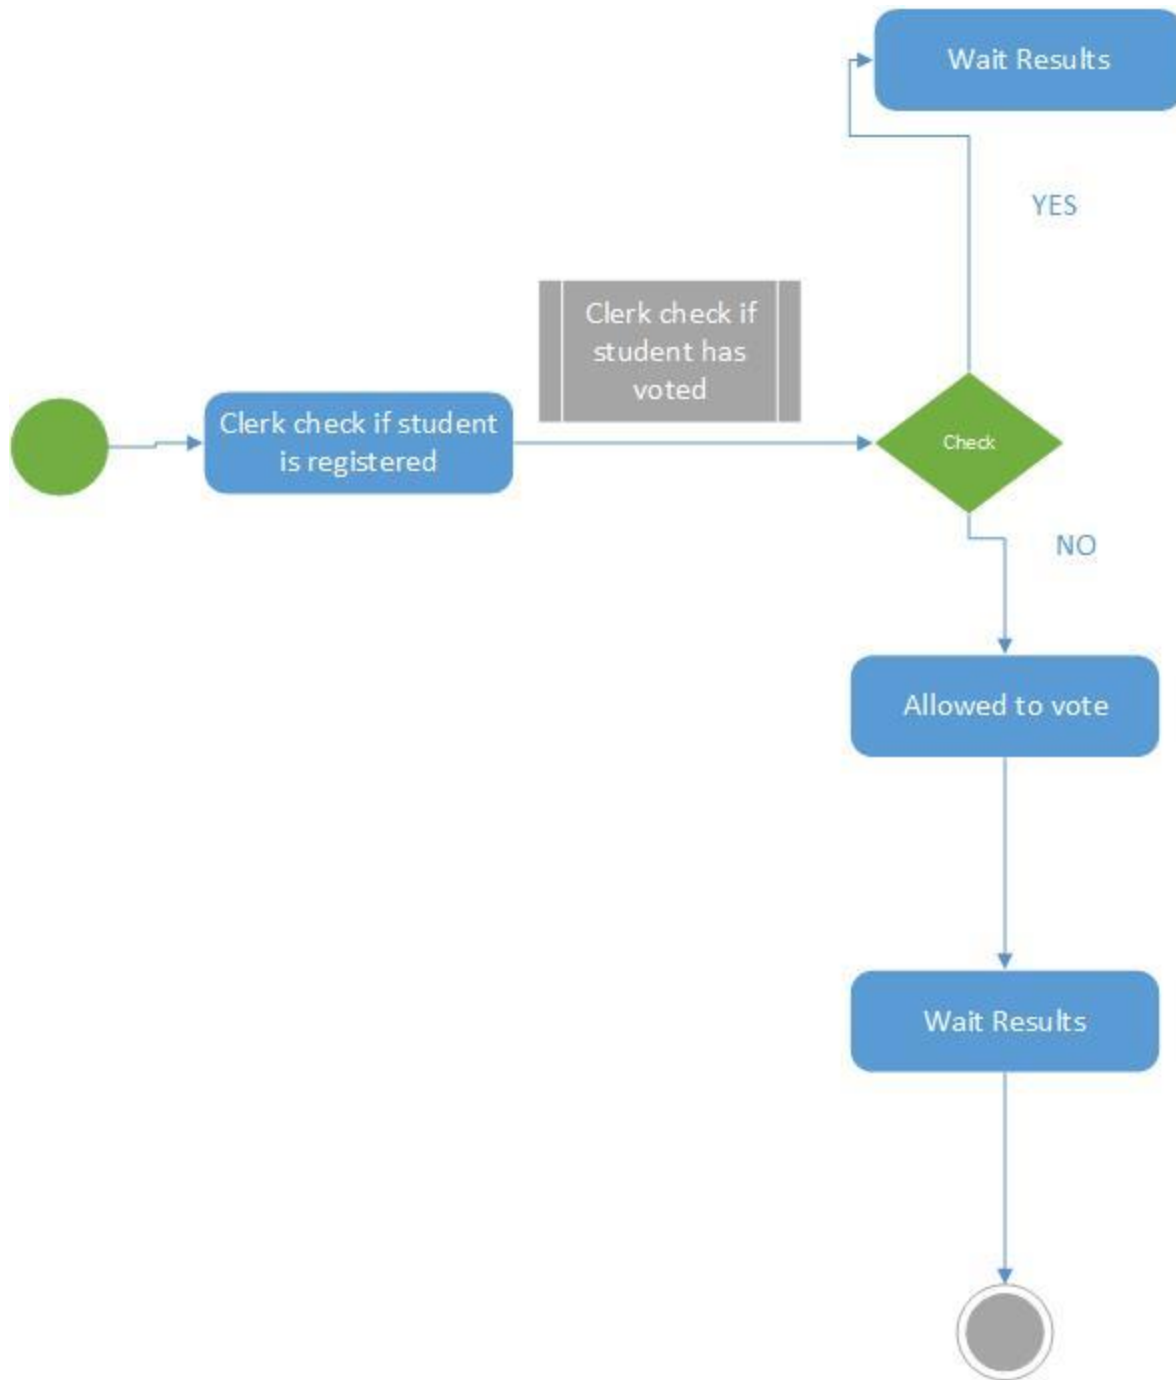 Wait Results
YES
Clerk check if
student has
voted
Clerk check if student
is registered
Check
NO
Allowed to vote
Wait Results